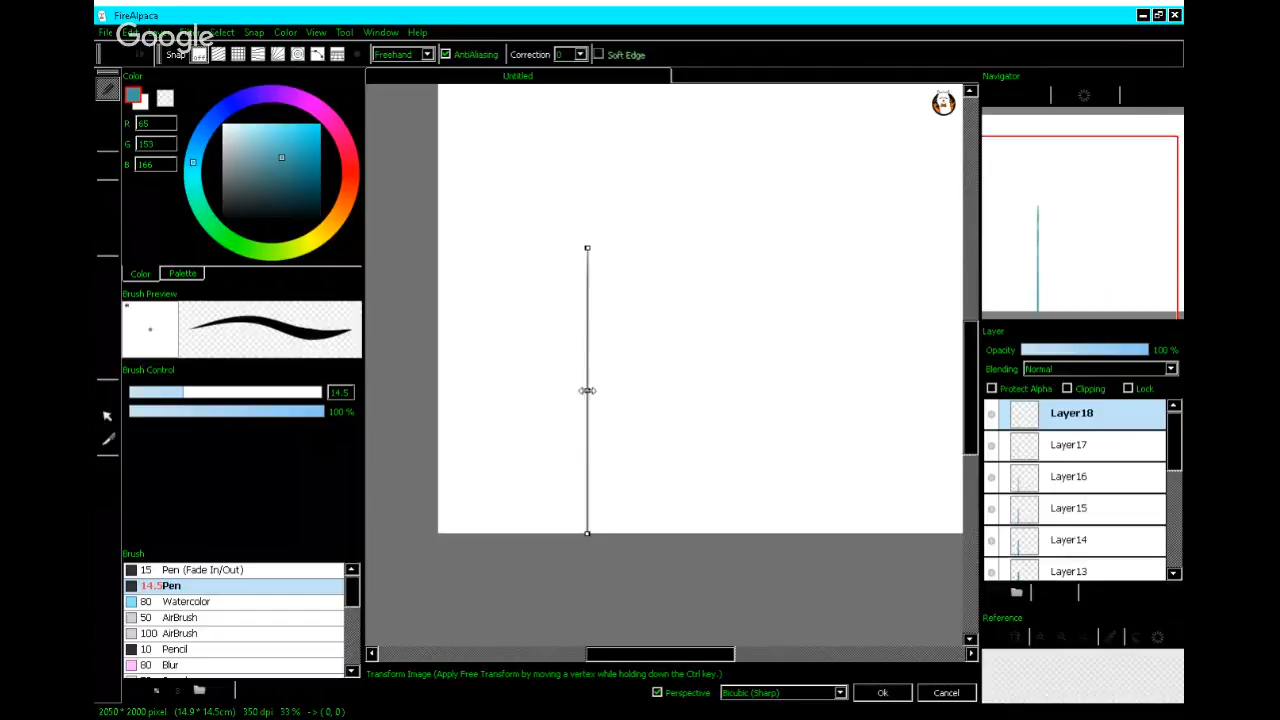 FireAlpaca
File Edit Layer Select Snap Color View Tool Window Help
Google
Snap off Freehand AntiAliasing Correction 0 Soft Edge
Color
Untitled
Navigator
R 65
G 153
B 166
Color Palette
Brush Preview
Brush Control
14.5
100 %
Layer
Opacity 100 %
Blending Normal
Protect Alpha Clipping Lock
Layer18
Layer17
Layer16
Layer15
Layer14
Layer13
Brush
15 Pen (Fade In/Out)
14.5 Pen
80 Watercolor
50 AirBrush
100 AirBrush
10 Pencil
80 Blur
Reference
Transform Image (Apply Free Transform by moving a vertex while holding down the Ctrl key.)
Perspective Bicubic (Sharp) Ok Cancel
2050 * 2000 pixel (14.9 * 14.5cm) 350 dpi 33 % -> ( 0, 0 )